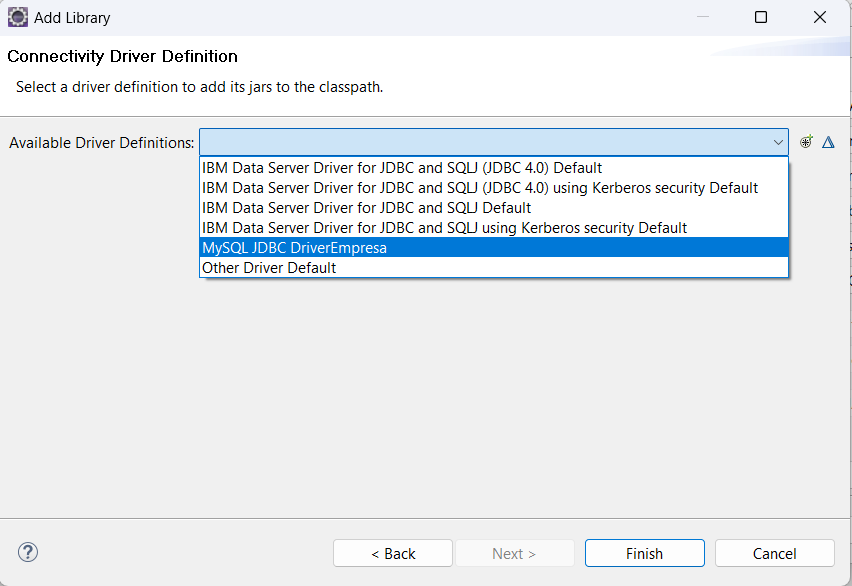 Add Library
Connectivity Driver Definition
Select a driver definition to add its jars to the classpath.
Available Driver Definitions:
IBM Data Server Driver for JDBC and SQLJ (JDBC 4.0) Default
IBM Data Server Driver for JDBC and SQLJ (JDBC 4.0) using Kerberos security Default
IBM Data Server Driver for JDBC and SQLJ Default
IBM Data Server Driver for JDBC and SQLJ using Kerberos security Default
MySQL JDBC DriverEmpresa
Other Driver Default
?
< Back
Next >
Finish
Cancel